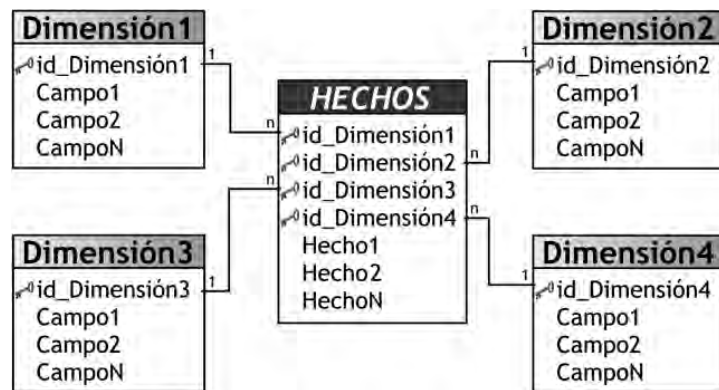 Dimensión1
1
id_Dimensión1
Campo1
Campo2
CampoN
Dimensión2
1
id_Dimensión2
Campo1
Campo2
CampoN
HECHOS
n
id_Dimensión1
id_Dimensión2
n
n
id_Dimensión3
id_Dimensión4
n
Hecho1
Hecho2
HechoN
Dimensión3
id_Dimensión3
1
Campo1
Campo2
CampoN
Dimensión4
1
id_Dimensión4
Campo1
Campo2
CampoN